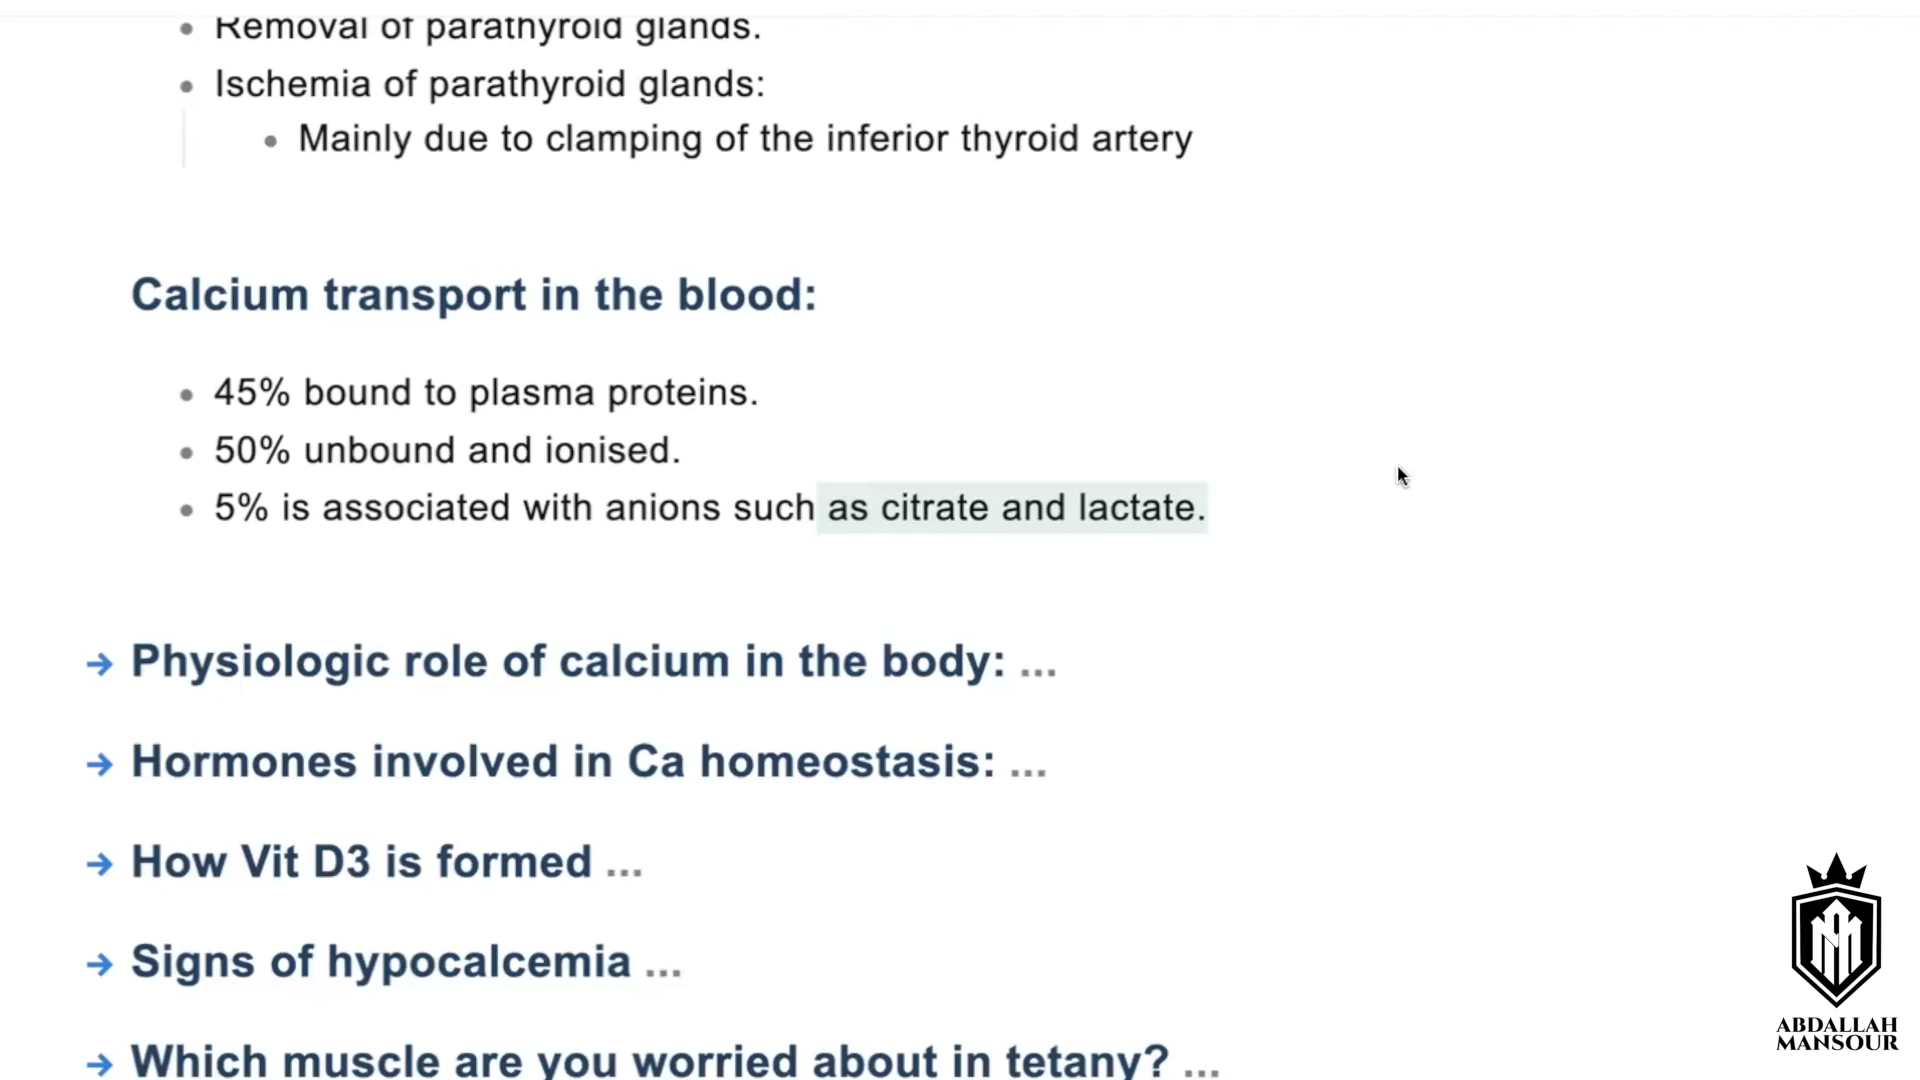 Removal of parathyroid glands.
Ischemia of parathyroid glands:
Mainly due to clamping of the inferior thyroid artery
Calcium transport in the blood:
45% bound to plasma proteins.
50% unbound and ionised.
5% is associated with anions such as citrate and lactate.
Physiologic role of calcium in the body: ...
Hormones involved in Ca homeostasis: ...
How Vit D3 is formed ...
Signs of hypocalcemia ...
Which muscle are you worried about in tetany? ...
ABDALLAH
MANSOUR